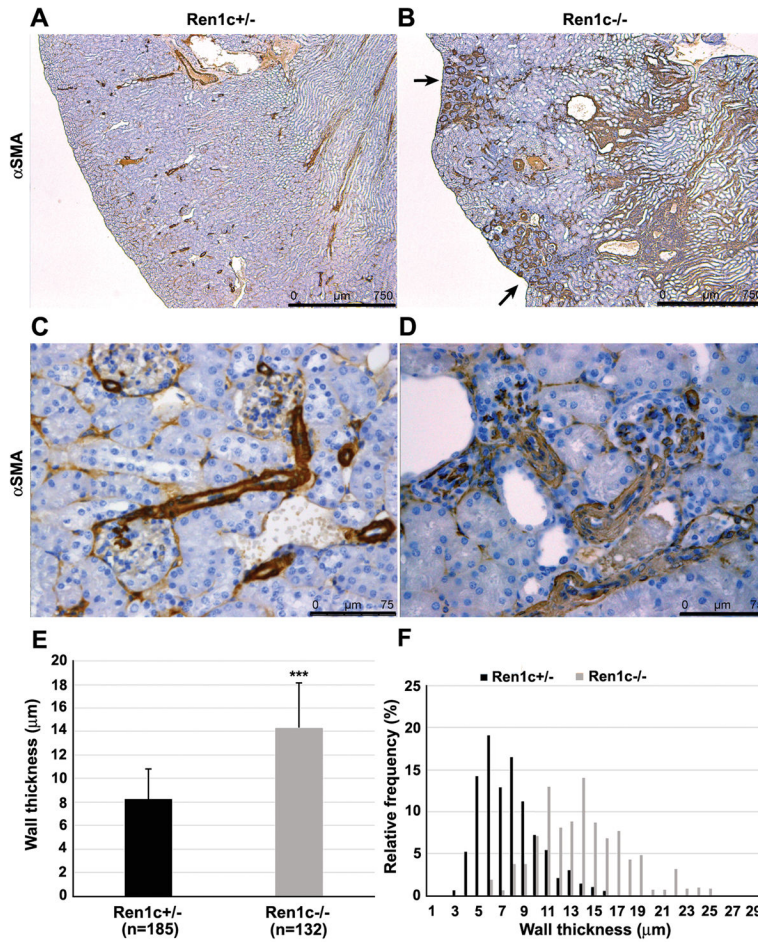 A Ren1c+/- B Ren1c-/-
αSMA
0 µm 750 0 µm 750
C D
αSMA
0 µm 75 0 µm 75
E
Wall thickness (µm)
20
18
16
14
12
10
8
6
4
2
0
***
Ren1c+/- Ren1c-/-
(n=185) (n=132)
F
Ren1c+/- Ren1c-/-
Relative frequency (%)
25
20
15
10
5
0
1 3 5 7 9 11 13 15 17 19 21 23 25 27 29
Wall thickness (µm)